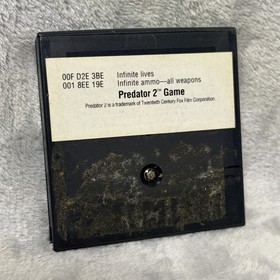 00F D2E 3BE Infinite lives
001 8EE 19E Infinite ammo—all weapons
Predator 2™ Game
Predator 2 is a trademark of Twentieth Century Fox Film Corporation.